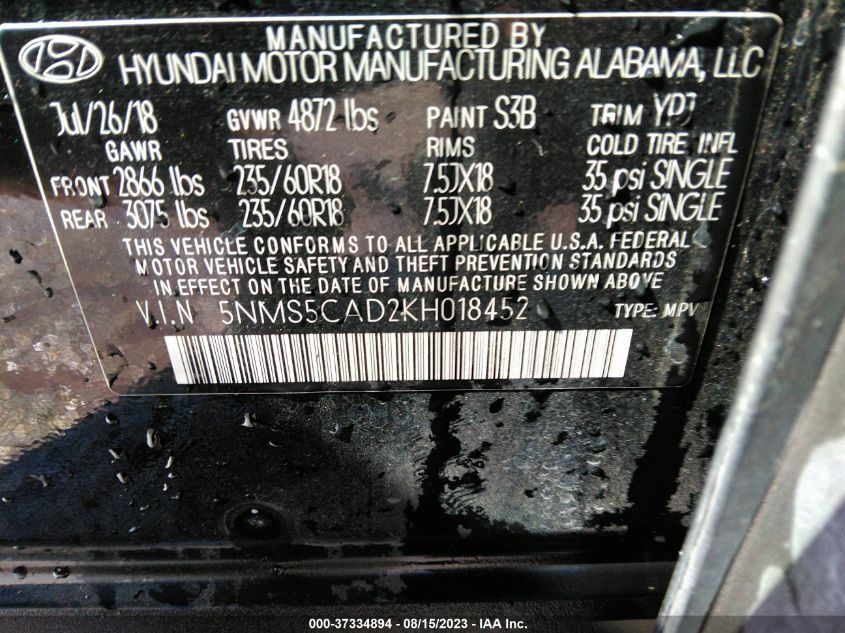 MANUFACTURED BY
HYUNDAI MOTOR MANUFACTURING ALABAMA, LLC
Jul/26/18 GVWR 4872 lbs PAINT S3B TRIM YPJ
GAWR TIRES RIMS COLD TIRE INFL
FRONT 2866 lbs 235/60R18 7.5JX18 35 psi SINGLE
REAR 3075 lbs 235/60R18 7.5JX18 35 psi SINGLE
THIS VEHICLE CONFORMS TO ALL APPLICABLE U.S.A. FEDERAL
MOTOR VEHICLE SAFETY AND THEFT PREVENTION STANDARDS
IN EFFECT ON THE DATE OF MANUFACTURE SHOWN ABOVE
V.I.N 5NMS5CAD2KH018452 TYPE: MPV
000-37334894 - 08/15/2023 - IAA Inc.